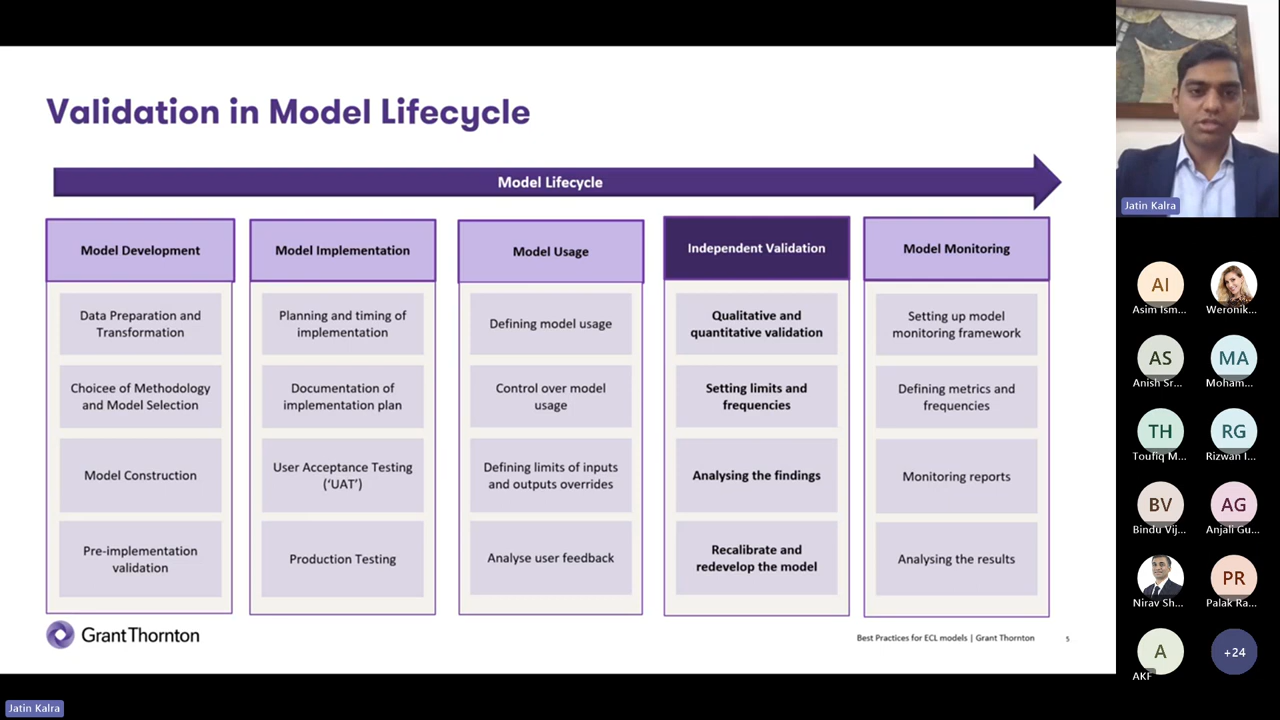 Validation in Model Lifecycle
Model Lifecycle
Model Development
Data Preparation and
Transformation
Choicee of Methodology
and Model Selection
Model Construction
Pre-implementation
validation
Model Implementation
Planning and timing of
implementation
Documentation of
implementation plan
User Acceptance Testing
(‘UAT’)
Production Testing
Model Usage
Defining model usage
Control over model
usage
Defining limits of inputs
and outputs overrides
Analyse user feedback
Independent Validation
Qualitative and
quantitative validation
Setting limits and
frequencies
Analysing the findings
Recalibrate and
redevelop the model
Model Monitoring
Setting up model
monitoring framework
Defining metrics and
frequencies
Monitoring reports
Analysing the results
Grant Thornton
Best Practices for ECL models | Grant Thornton
5
Jatin Kalra
AI
Asim Ism...
Weronik...
AS
Anish Sr...
MA
Moham...
TH
Toufiq M...
RG
Rizwan I...
BV
Bindu Vij...
AG
Anjali Gu...
Nirav Sh...
PR
Palak Ra...
A
AKF
+24
Jatin Kalra